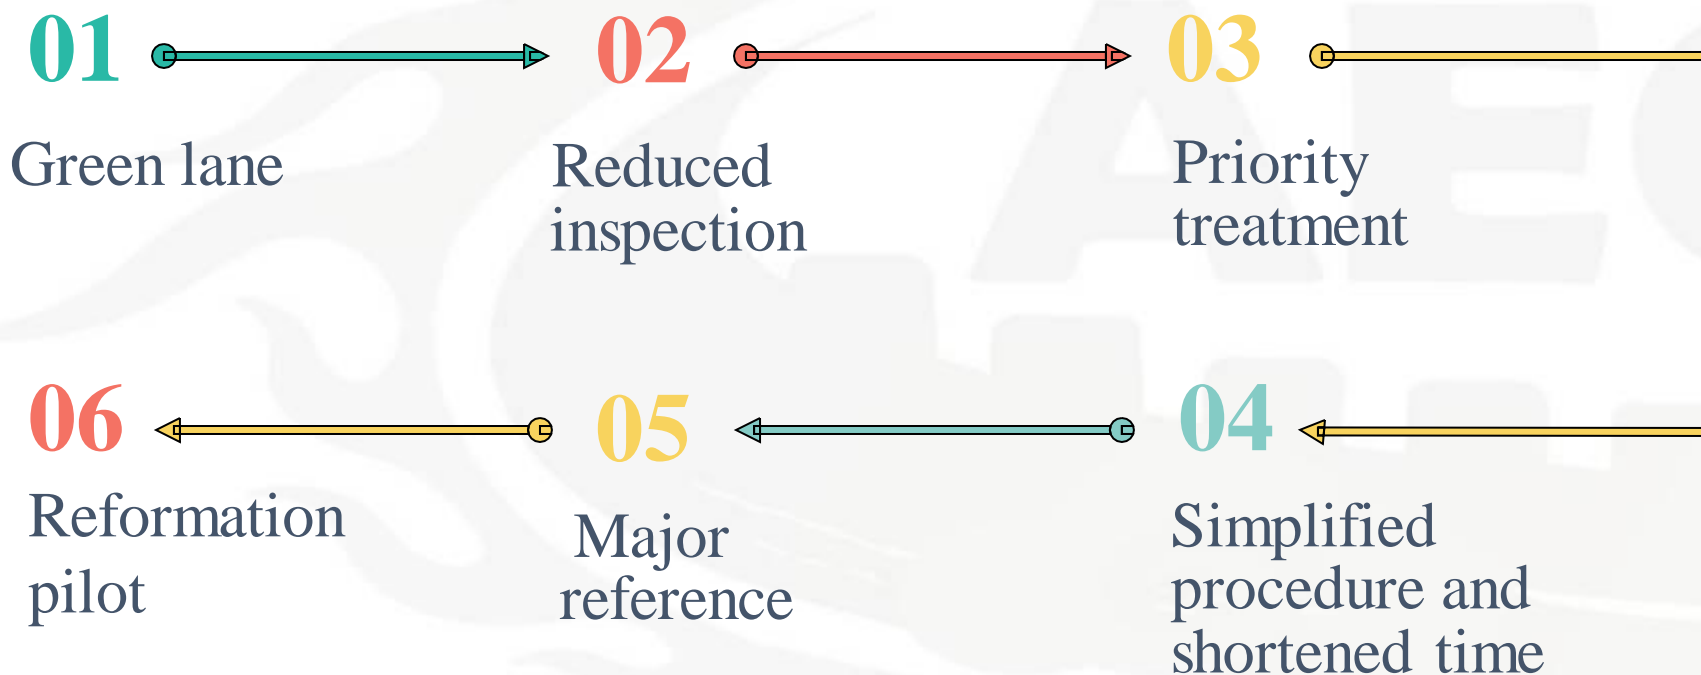 01
Green lane
02
Reduced
inspection
03
Priority
treatment
04
Simplified
procedure and
shortened time
05
Major
reference
06
Reformation
pilot
AEO